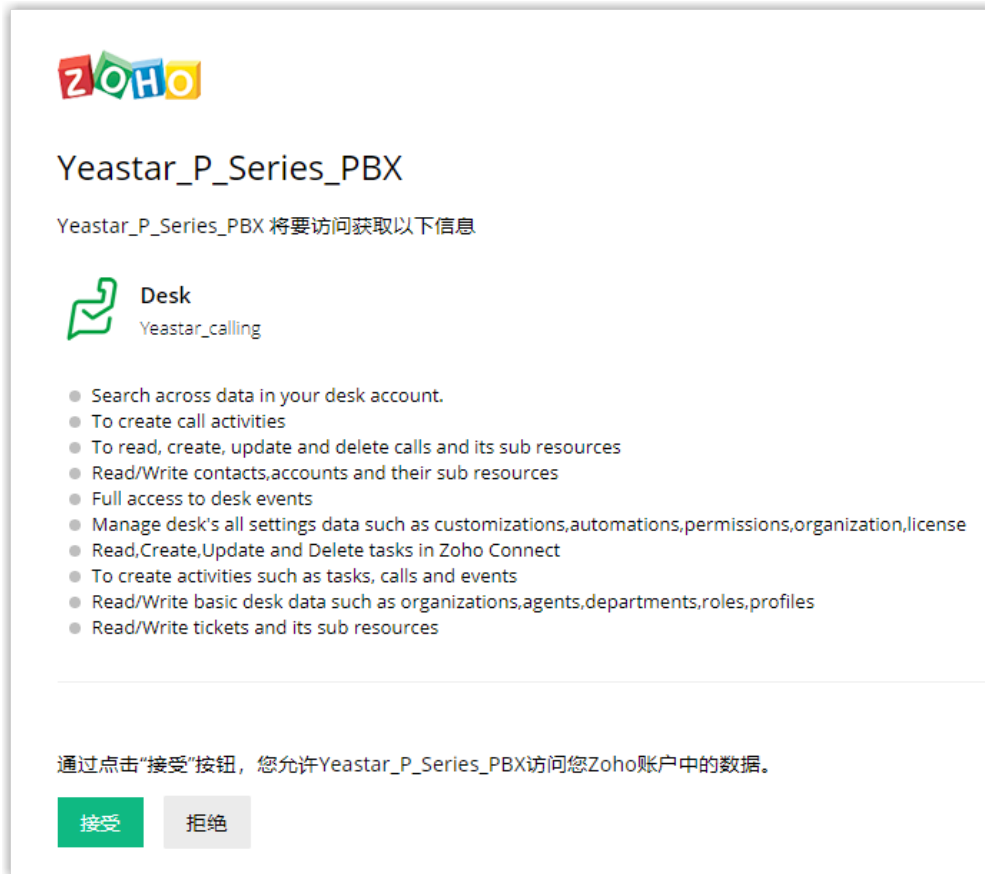 ZOHO
Yeastar_P_Series_PBX
Yeastar_P_Series_PBX 将要访问获取以下信息
Desk
Yeastar_calling
Search across data in your desk account.
To create call activities
To read, create, update and delete calls and its sub resources
Read/Write contacts,accounts and their sub resources
Full access to desk events
Manage desk's all settings data such as customizations,automations,permissions,organization,license
Read,Create,Update and Delete tasks in Zoho Connect
To create activities such as tasks, calls and events
Read/Write basic desk data such as organizations,agents,departments,roles,profiles
Read/Write tickets and its sub resources
通过点击“接受”按钮，您允许Yeastar_P_Series_PBX访问您Zoho账户中的数据。
接受 拒绝